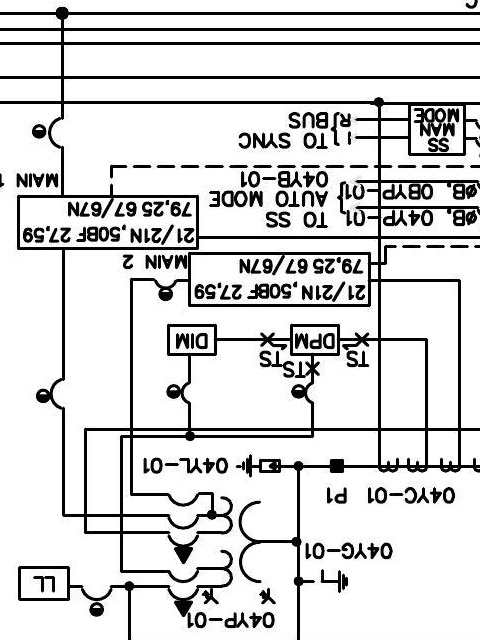 04YP-01
Y
Y
LL
04YG-01
04YC-01
P1
04YL-01
TS
TS
TS
DPM
DIM
21/21N,50BF 27,59
79,25 67/67N
MAIN 2
21/21N,50BF 27,59
79,25 67/67N
MAIN 1
ØB, 04YP-01
ØB, 0BYP-01
SS TO
AUTO MODE
04YB-01
SS
MAN
MODE
TO SYNC
R BUS